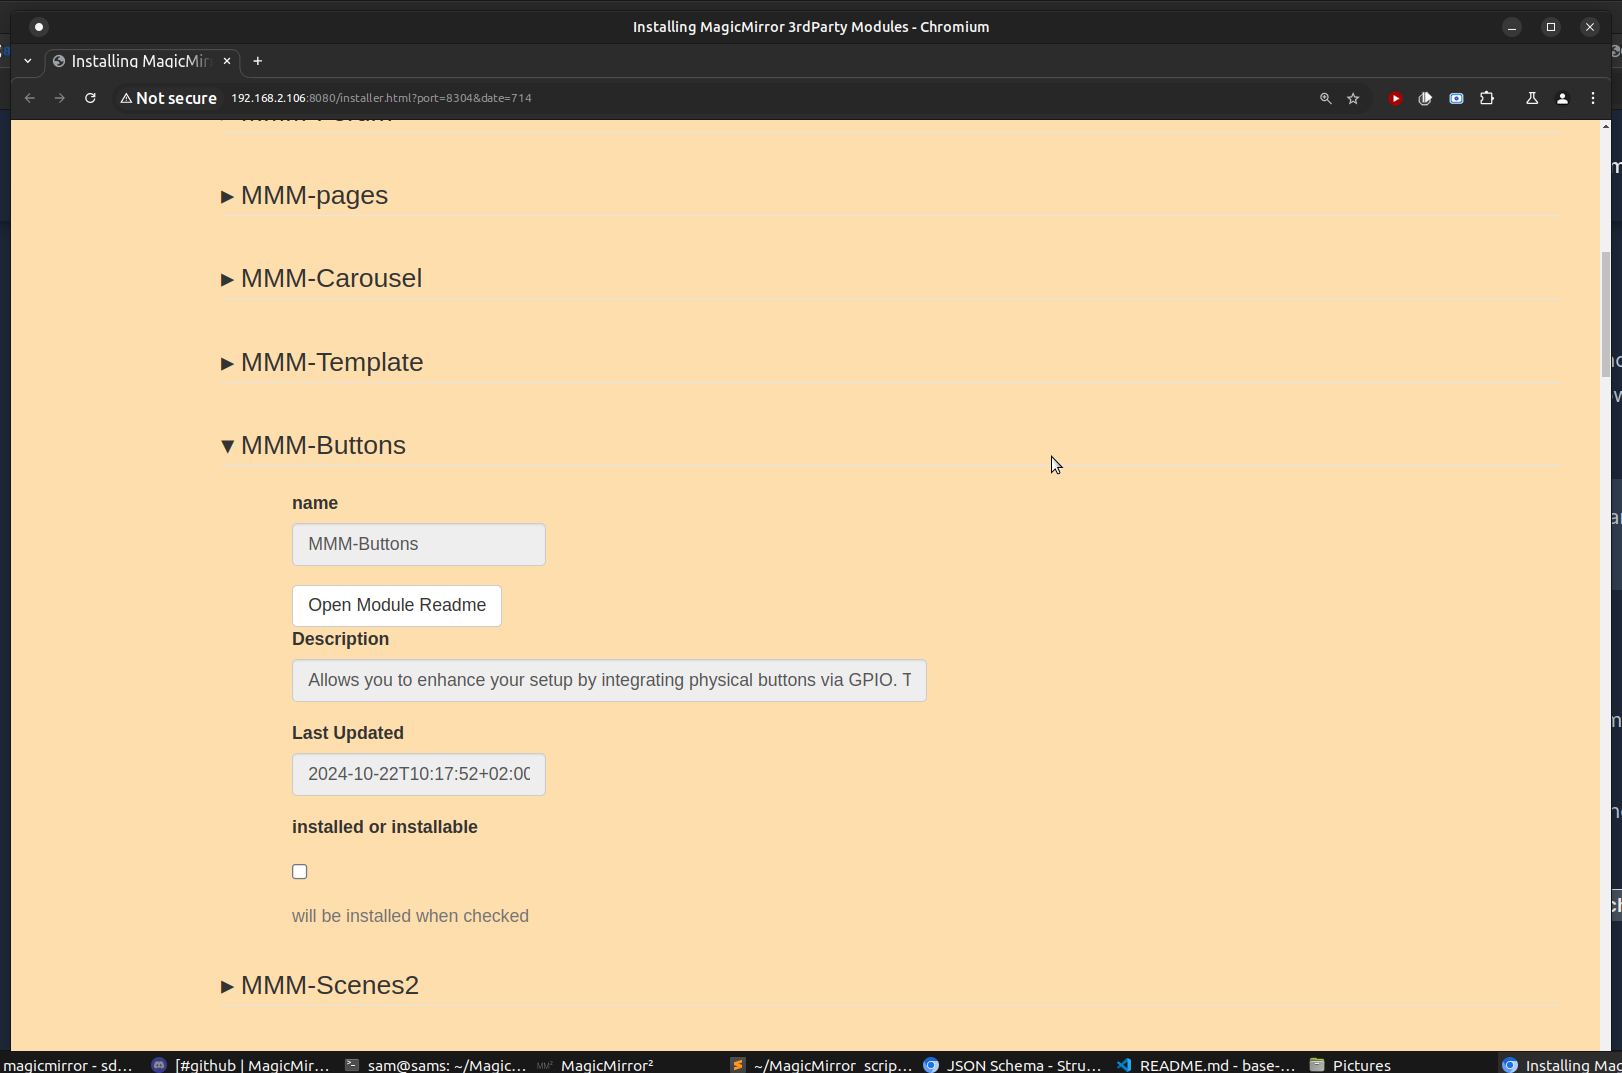 Installing MagicMirror 3rdParty Modules - Chromium
Installing MagicMir
Not secure 192.168.2.106:8080/installer.html?port=8304&date=714
MMM-pages
MMM-Carousel
MMM-Template
MMM-Buttons
name
MMM-Buttons
Open Module Readme
Description
Allows you to enhance your setup by integrating physical buttons via GPIO. T
Last Updated
2024-10-22T10:17:52+02:00
installed or installable
will be installed when checked
MMM-Scenes2
magicmirror - sd... [#github | MagicMir... sam@sams: ~/Magic... MM² MagicMirror² ~/MagicMirror_scrip... JSON Schema - Stru... README.md - base-... Pictures Installing Mag